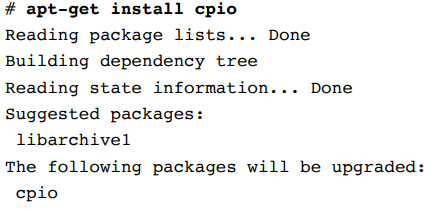 # apt-get install cpio
Reading package lists... Done
Building dependency tree
Reading state information... Done
Suggested packages:
 libarchive1
The following packages will be upgraded:
 cpio